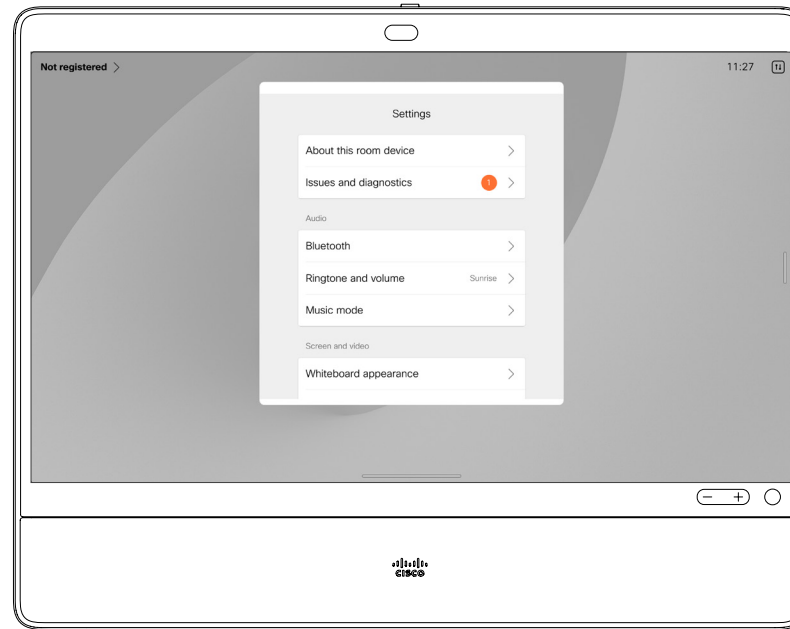 Not registered
11:27
Settings
About this room device
Issues and diagnostics 1
Audio
Bluetooth
Ringtone and volume Sunrise
Music mode
Screen and video
Whiteboard appearance
− +
CISCO